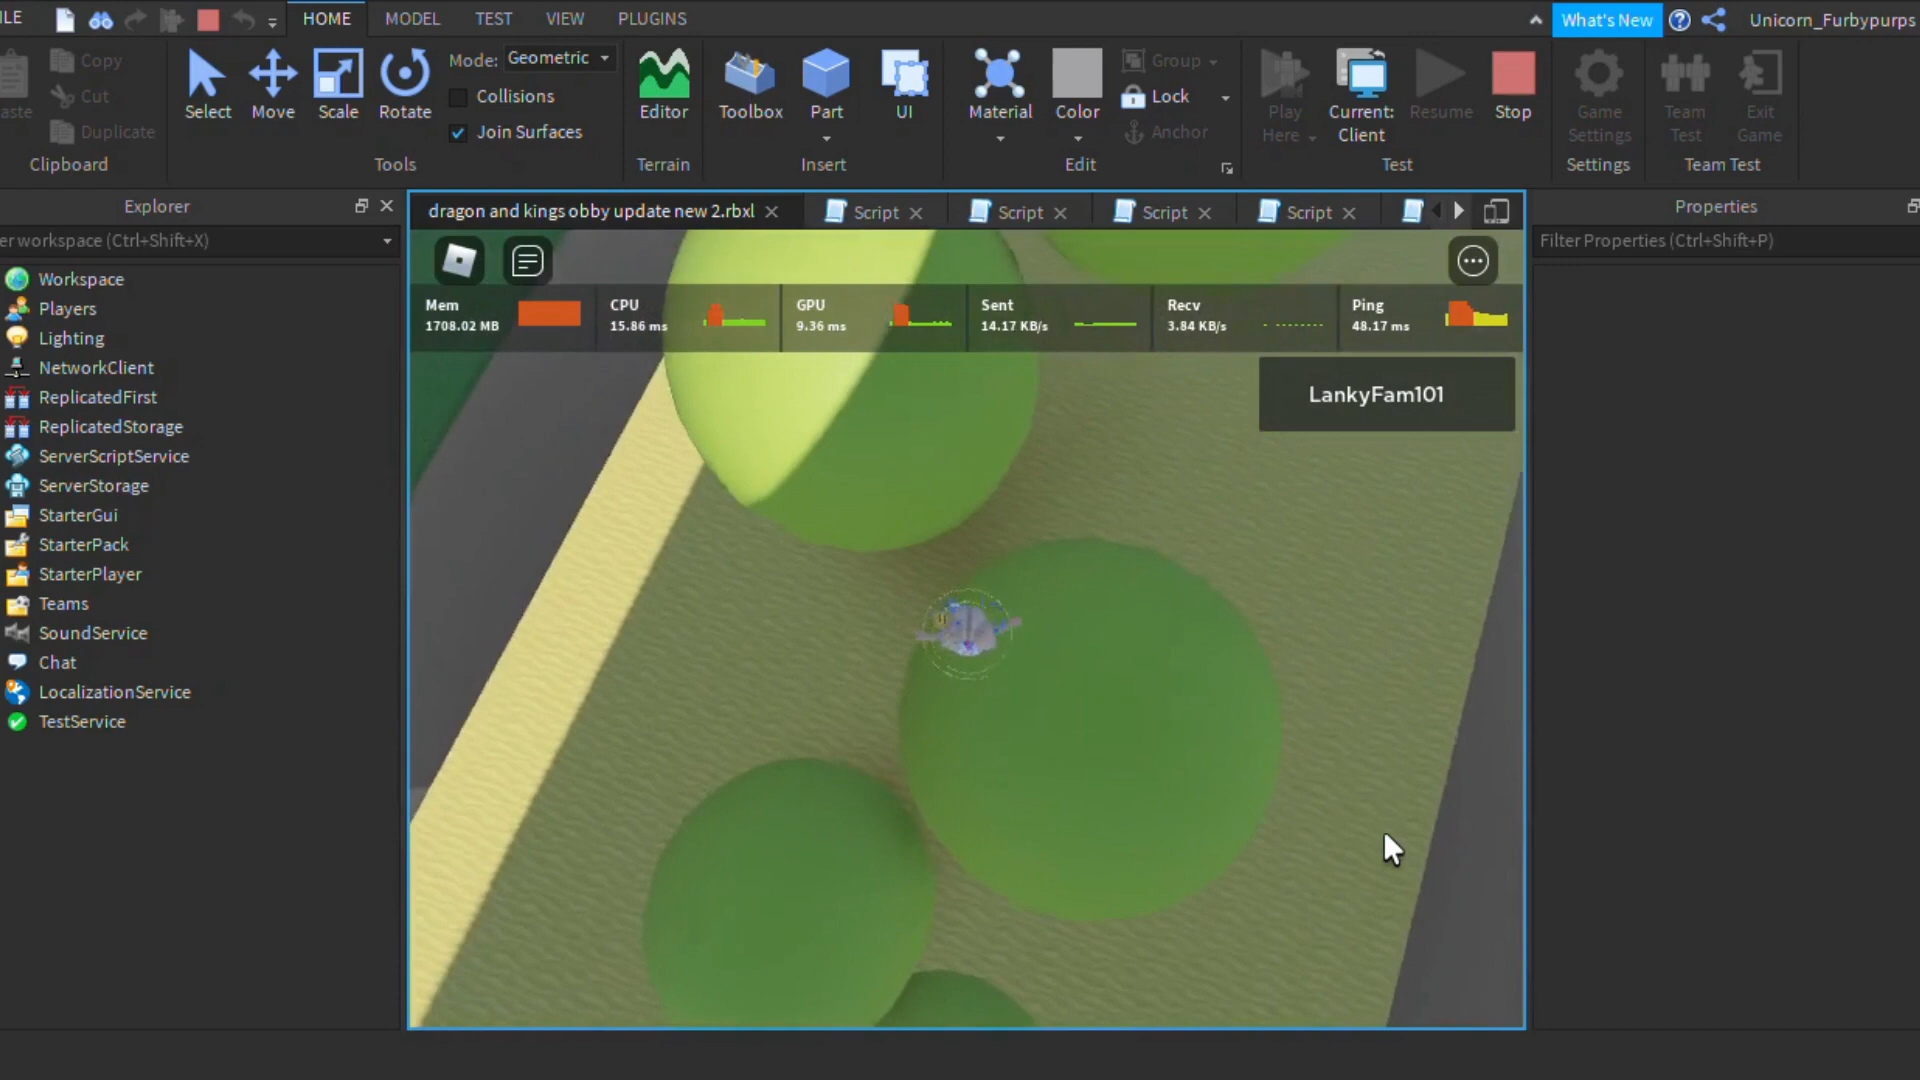 ILE HOME MODEL TEST VIEW PLUGINS What's New Unicorn_Furbypurps
aste
Copy
Cut
Duplicate
Clipboard
Select Move Scale Rotate
Mode: Geometric
Collisions
Join Surfaces
Tools
Editor
Terrain
Toolbox Part UI
Insert
Material Color
Group
Lock
Anchor
Edit
Play Here
Current: Client
Resume
Stop
Test
Game Settings
Settings
Team Test
Exit Game
Team Test
Explorer
er workspace (Ctrl+Shift+X)
Workspace
Players
Lighting
NetworkClient
ReplicatedFirst
ReplicatedStorage
ServerScriptService
ServerStorage
StarterGui
StarterPack
StarterPlayer
Teams
SoundService
Chat
LocalizationService
TestService
dragon and kings obby update new 2.rbxl Script Script Script Script
Mem CPU GPU Sent Recv Ping
1708.02 MB 15.86 ms 9.36 ms 14.17 KB/s 3.84 KB/s 48.17 ms
LankyFam101
Properties
Filter Properties (Ctrl+Shift+P)